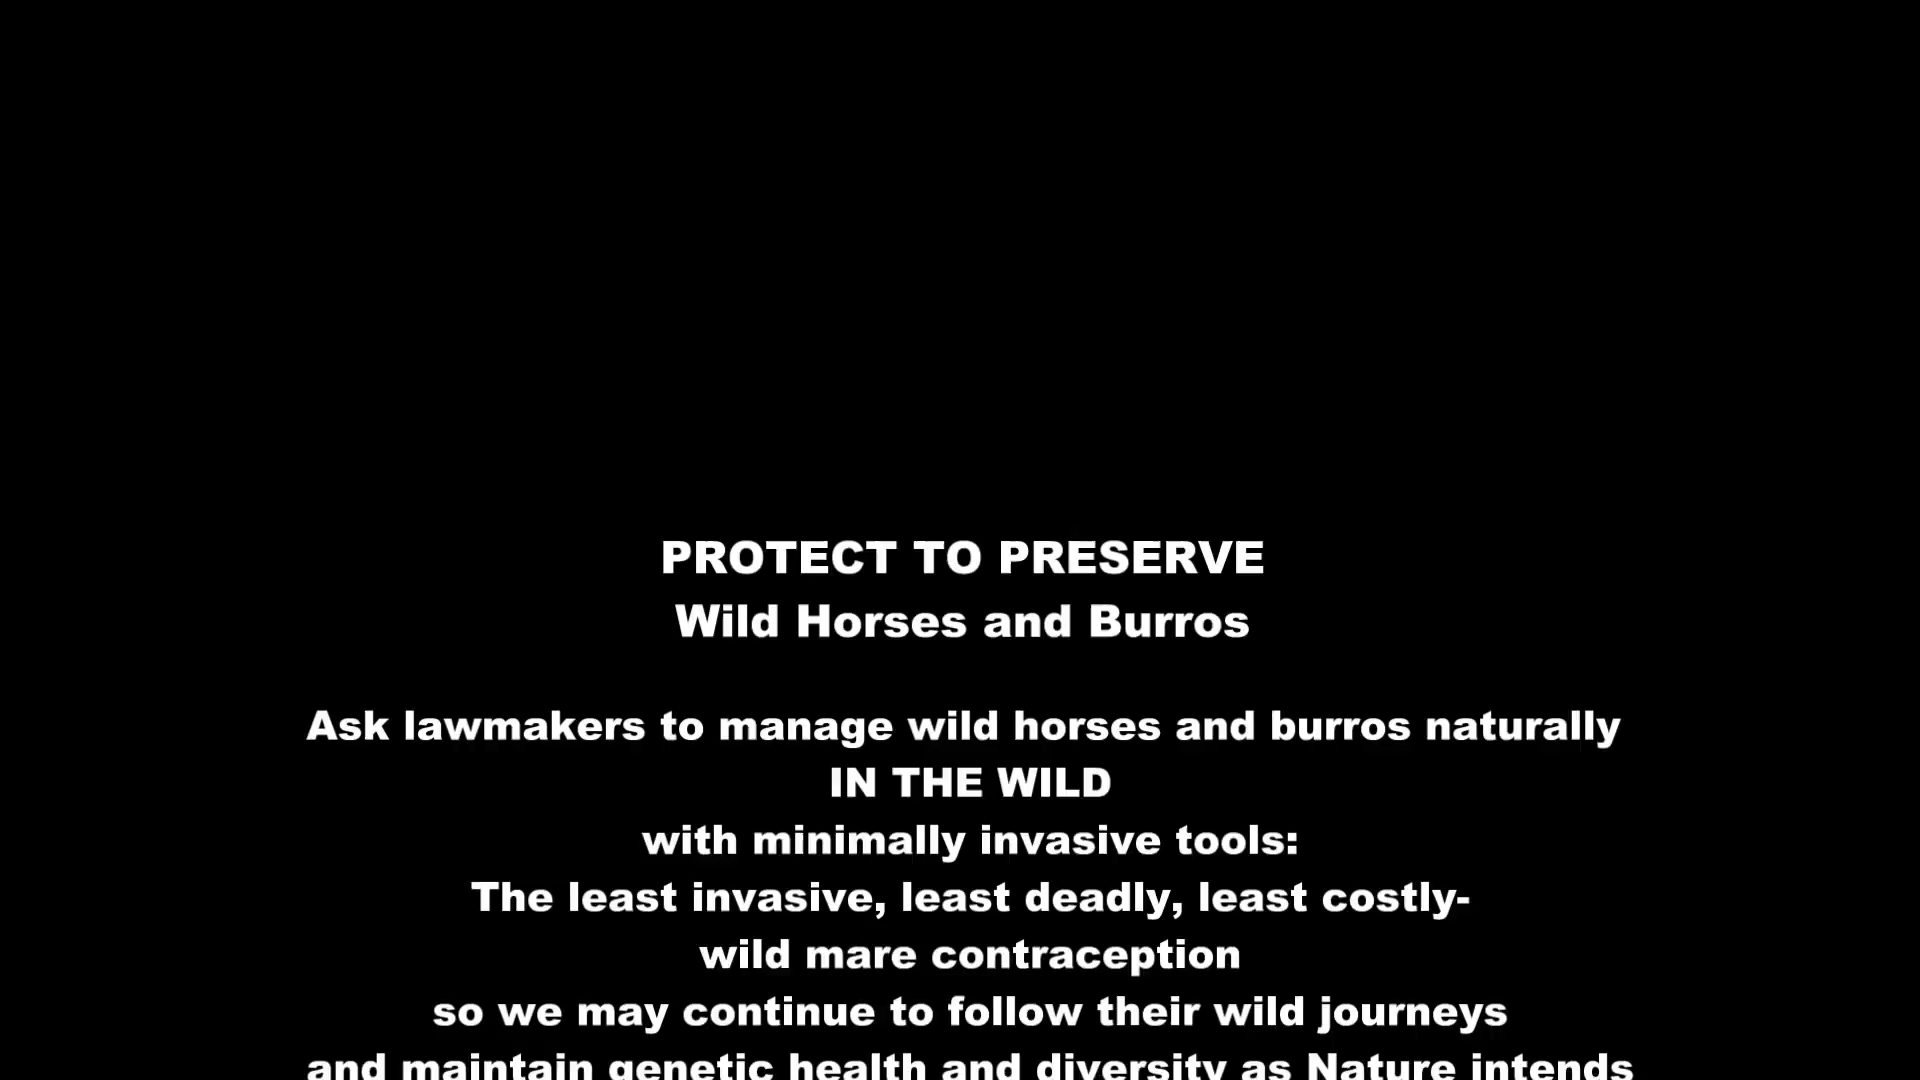 PROTECT TO PRESERVE
Wild Horses and Burros
Ask lawmakers to manage wild horses and burros naturally
IN THE WILD
with minimally invasive tools:
The least invasive, least deadly, least costly-
wild mare contraception
so we may continue to follow their wild journeys
and maintain genetic health and diversity as Nature intends